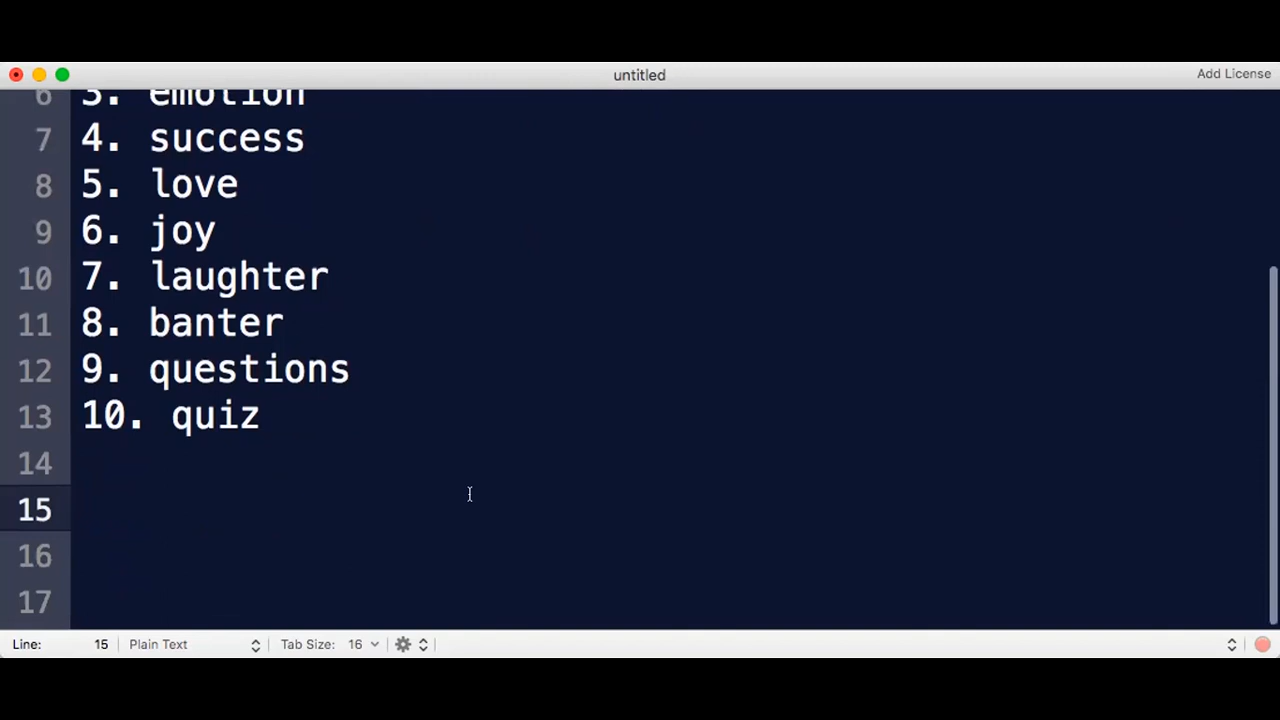 untitled
Add License
6 3. emotion
7 4. success
8 5. love
9 6. joy
10 7. laughter
11 8. banter
12 9. questions
13 10. quiz
14
15
16
17
Line: 15 Plain Text Tab Size: 16